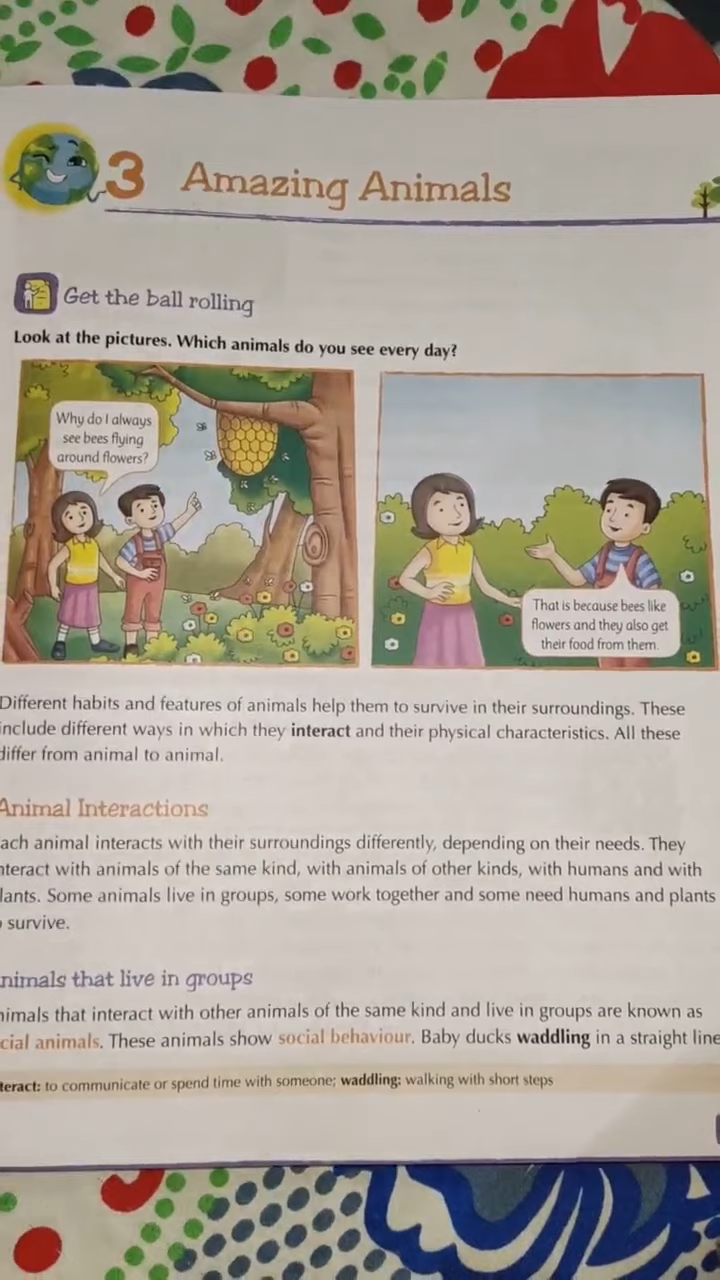 3 Amazing Animals
Get the ball rolling
Look at the pictures. Which animals do you see every day?
Why do I always
see bees flying
around flowers?
That is because bees like
flowers and they also get
their food from them.
Different habits and features of animals help them to survive in their surroundings. These
include different ways in which they interact and their physical characteristics. All these
differ from animal to animal.
Animal Interactions
ach animal interacts with their surroundings differently, depending on their needs. They
nteract with animals of the same kind, with animals of other kinds, with humans and with
lants. Some animals live in groups, some work together and some need humans and plants
survive.
nimals that live in groups
nimals that interact with other animals of the same kind and live in groups are known as
cial animals. These animals show social behaviour. Baby ducks waddling in a straight line
teract: to communicate or spend time with someone; waddling: walking with short steps